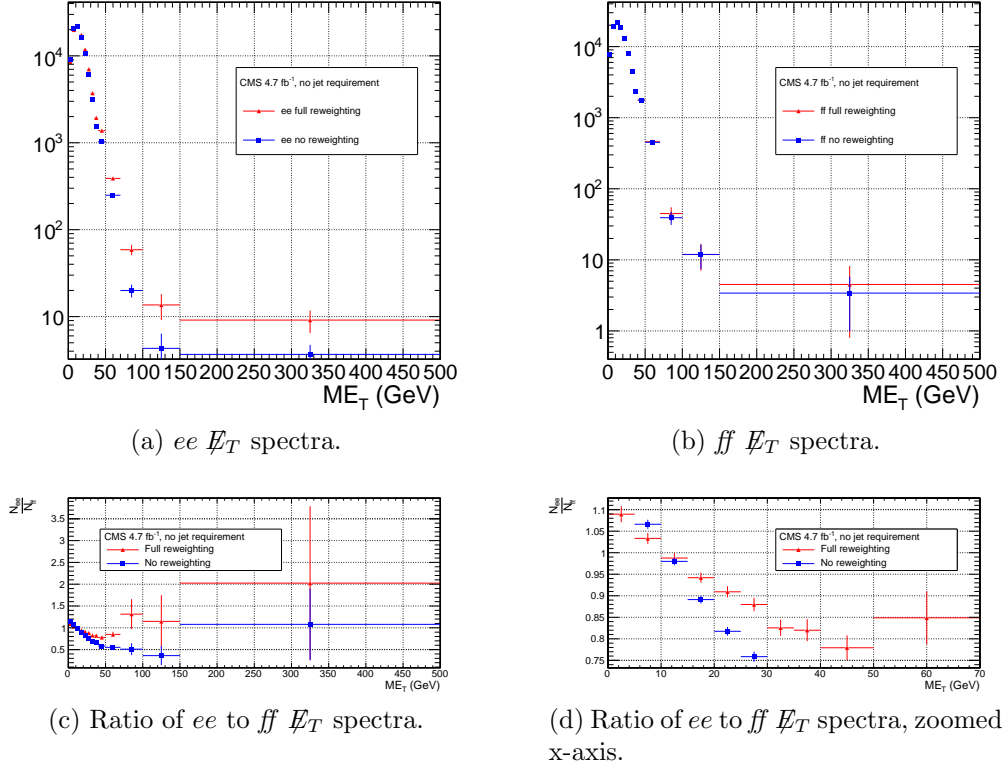 10⁴
10³
10²
10
0 50 100 150 200 250 300 350 400 450 500
ME_T (GeV)
CMS 4.7 fb⁻¹, no jet requirement
ee full reweighting
ee no reweighting
(a) ee E̸_T spectra.
10⁴
10³
10²
10
1
0 50 100 150 200 250 300 350 400 450 500
ME_T (GeV)
CMS 4.7 fb⁻¹, no jet requirement
ff full reweighting
ff no reweighting
(b) ff E̸_T spectra.
N_ee
N_ff
3.5
3
2.5
2
1.5
1
0.5
0 50 100 150 200 250 300 350 400 450 500
ME_T (GeV)
CMS 4.7 fb⁻¹, no jet requirement
Full reweighting
No reweighting
(c) Ratio of ee to ff E̸_T spectra.
N_ee
N_ff
1.1
1.05
1
0.95
0.9
0.85
0.8
0.75
0 10 20 30 40 50 60 70
ME_T (GeV)
CMS 4.7 fb⁻¹, no jet requirement
Full reweighting
No reweighting
(d) Ratio of ee to ff E̸_T spectra, zoomed
x-axis.